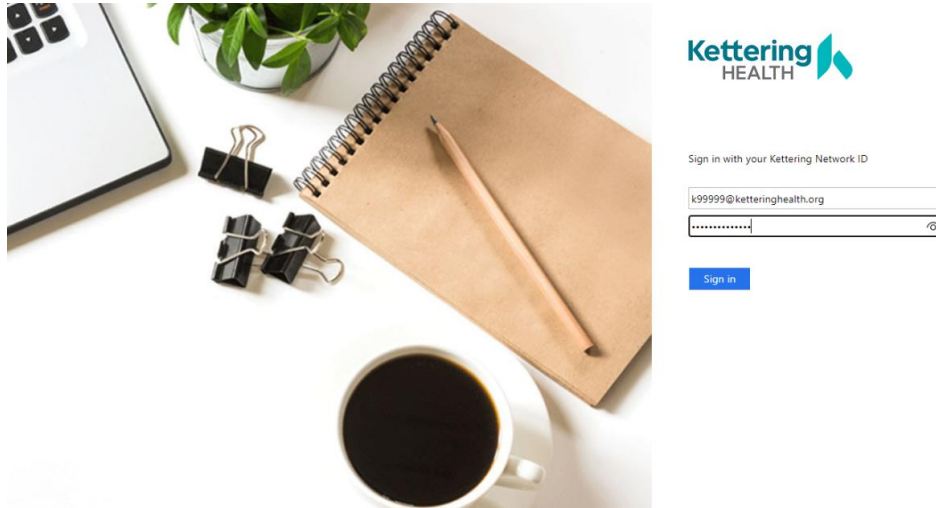 Kettering
HEALTH
Sign in with your Kettering Network ID
k99999@ketteringhealth.org
••••••••••••••
Sign in